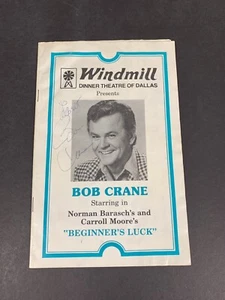 Windmill
DINNER THEATRE OF DALLAS
Presents
BOB CRANE
Starring in
Norman Barasch's and
Carroll Moore's
"BEGINNER'S LUCK"